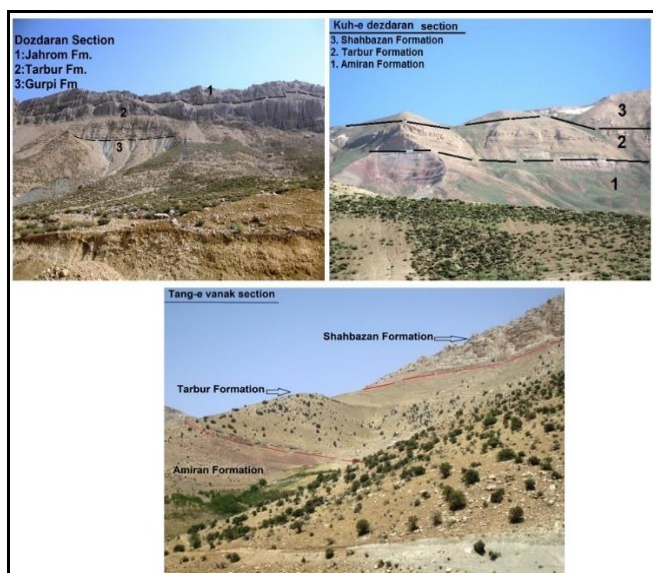 Dozdaran Section
1:Jahrom Fm.
2:Tarbur Fm.
3:Gurpi Fm
1
2
3
Kuh-e dezdaran section
3. Shahbazan Formation
2. Tarbur Formation
1. Amiran Formation
3
2
1
Tang-e vanak section
Shahbazan Formation
Tarbur Formation
Amiran Formation